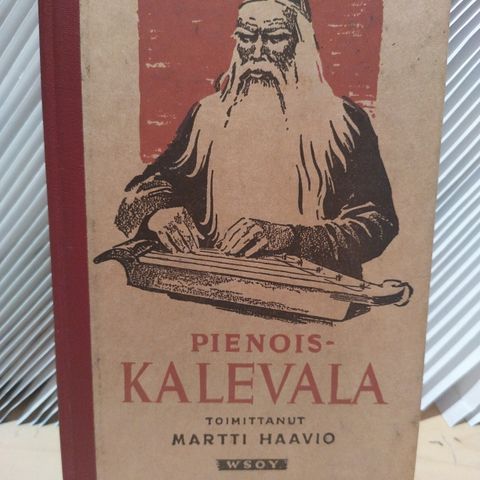 PIENOIS-
KALEVALA
TOIMITTANUT
MARTTI HAAVIO
WSOY